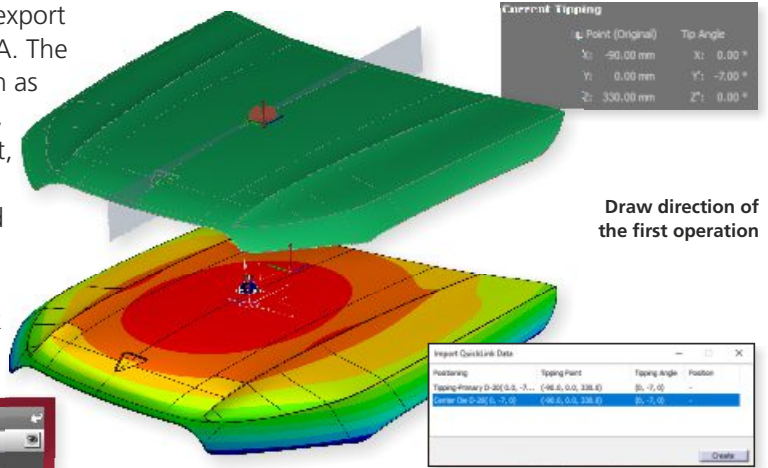 export
A. The
n as
t,
d
Current Tipping
Point (Original) Tip Angle
X: -90.00 mm X: 0.00 °
Y: 0.00 mm Y': -7.00 °
Z: 330.00 mm Z": 0.00 °
Draw direction of
the first operation
Import QuickLink Data
Positioning Tipping Point Tipping Angle Position
Tipping-Primary D-20( 0.0, -7... (-90.0, 0.0, 330.0) (0, -7, 0) -
Center Die D-20( 0, -7, 0) (-90.0, 0.0, 330.0) (0, -7, 0) -
Create